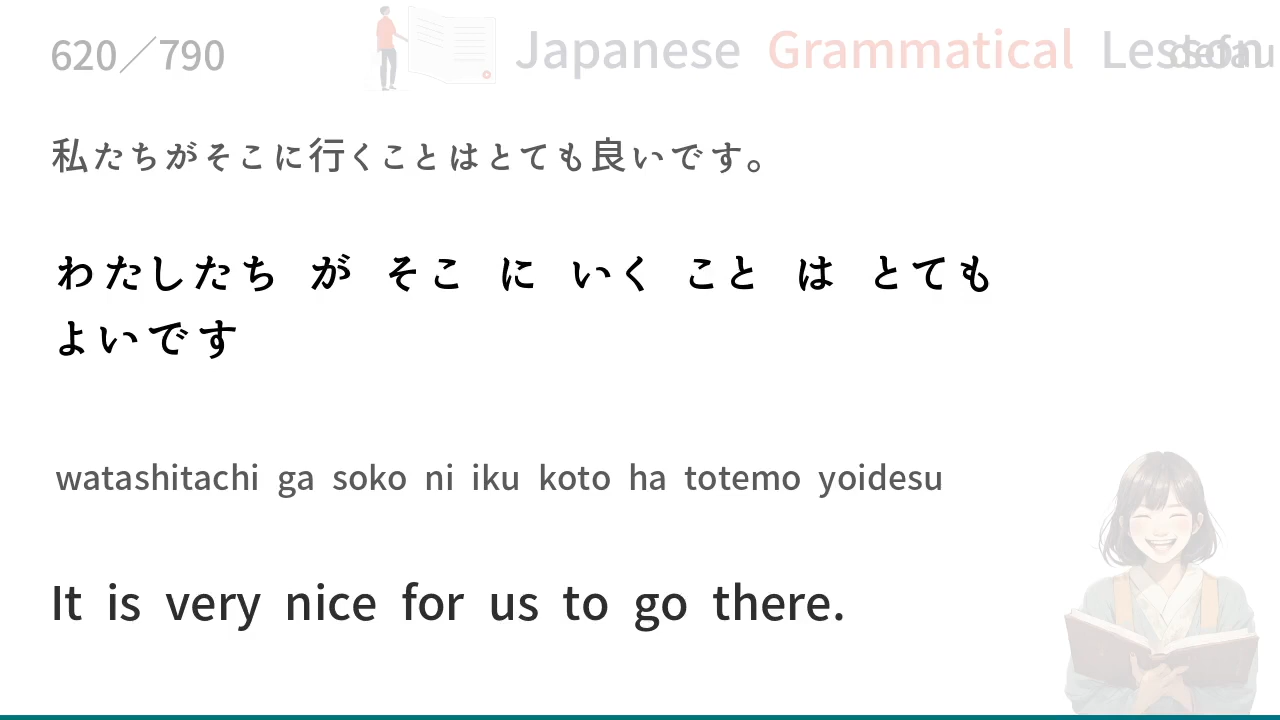 620／790
Japanese Grammatical Lesson
私たちがそこに行くことはとても良いです。
わたしたち が そこ に いく こと は とても
よいです
watashitachi ga soko ni iku koto ha totemo yoidesu
It is very nice for us to go there.